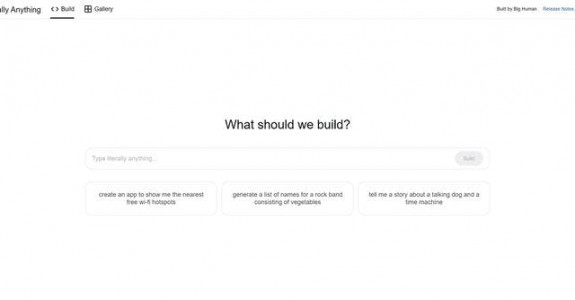 ally Anything
Build
Gallery
Built by Big Human
Release Notes
What should we build?
Type literally anything...
Build
create an app to show me the nearest
free wi-fi hotspots
generate a list of names for a rock band
consisting of vegetables
tell me a story about a talking dog and a
time machine